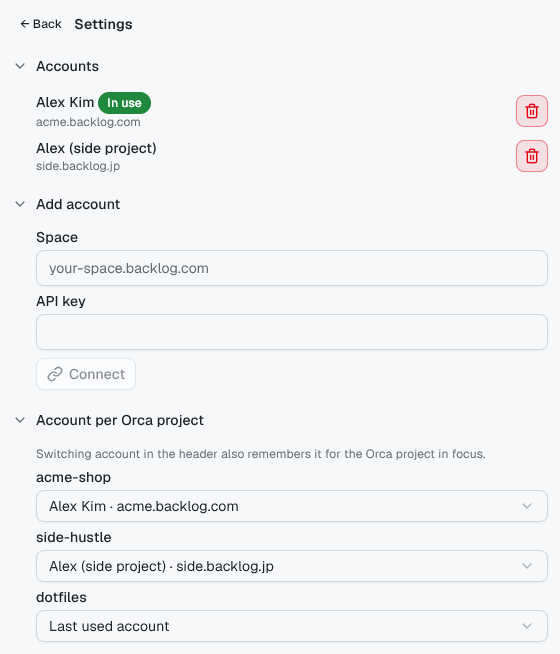 ← Back Settings
Accounts
Alex Kim In use
acme.backlog.com
Alex (side project)
side.backlog.jp
Add account
Space
your-space.backlog.com
API key
Connect
Account per Orca project
Switching account in the header also remembers it for the Orca project in focus.
acme-shop
Alex Kim · acme.backlog.com
side-hustle
Alex (side project) · side.backlog.jp
dotfiles
Last used account